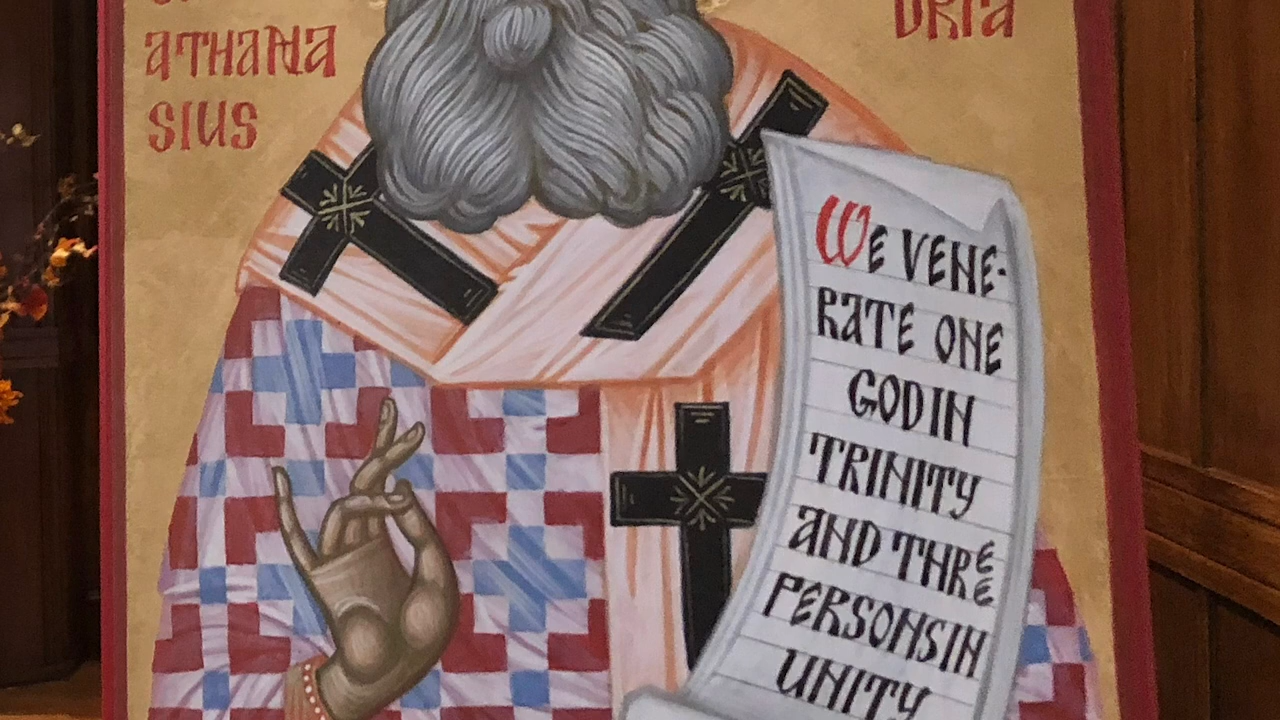 ATHANA
SIUS
DRIA
WE VENE-
RATE ONE
GOD IN
TRINITY
AND THREE
PERSONS IN
UNITY